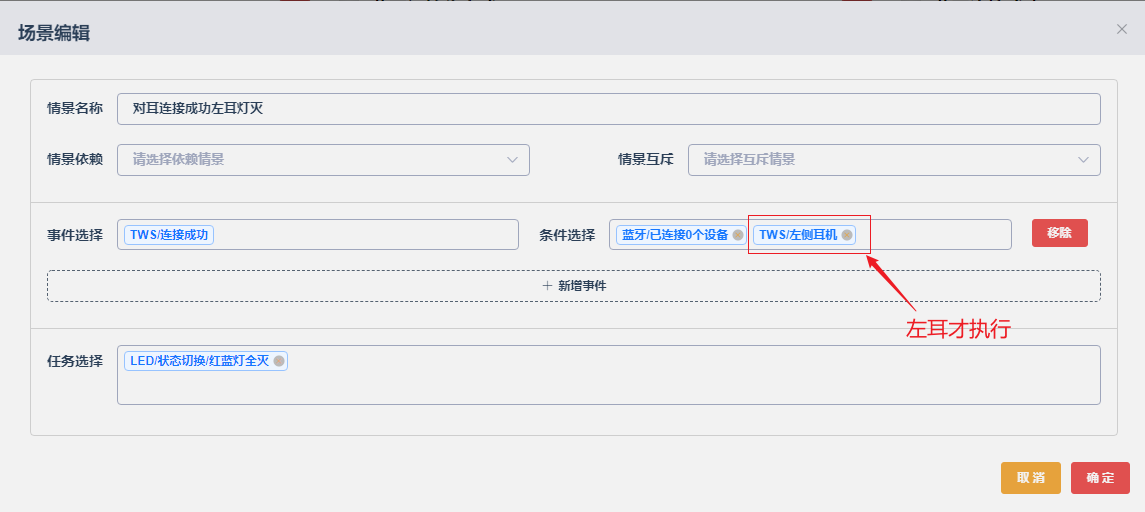 场景编辑
情景名称 对耳连接成功左耳灯灭
情景依赖 请选择依赖情景 情景互斥 请选择互斥情景
事件选择 TWS/连接成功 条件选择 蓝牙/已连接0个设备 TWS/左侧耳机 移除
+ 新增事件
左耳才执行
任务选择 LED/状态切换/红蓝灯全灭
取消 确定